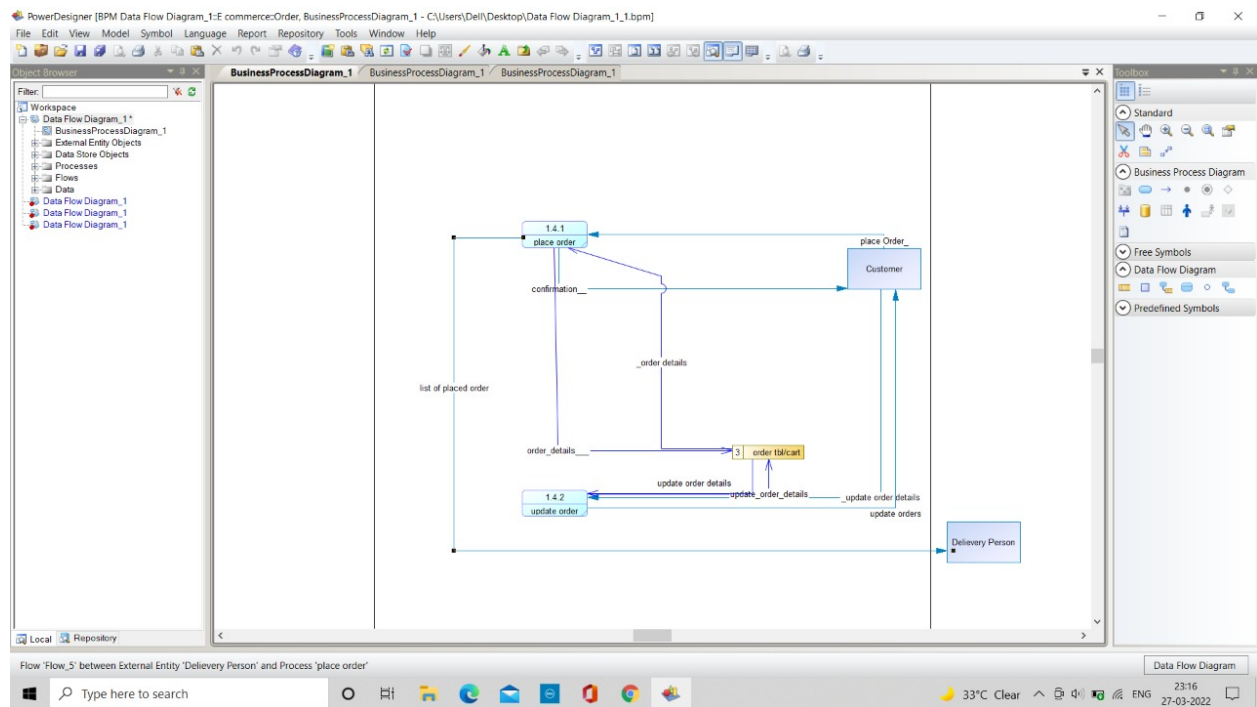 PowerDesigner [BPM Data Flow Diagram_1::E commerce::Order, BusinessProcessDiagram_1 - C:\Users\Dell\Desktop\Data Flow Diagram_1_1.bpm]
File Edit View Model Symbol Language Report Repository Tools Window Help
Object Browser
BusinessProcessDiagram_1 BusinessProcessDiagram_1 BusinessProcessDiagram_1
Toolbox
Filter:
Workspace
Data Flow Diagram_1 *
BusinessProcessDiagram_1
External Entity Objects
Data Store Objects
Processes
Flows
Data
Data Flow Diagram_1
Data Flow Diagram_1
Data Flow Diagram_1
Standard
Business Process Diagram
Free Symbols
Data Flow Diagram
Predefined Symbols
1.4.1
place order
place Order_
Customer
confirmation__
_order details
list of placed order
order_details___
3 order tbl/cart
update order details
1.4.2
update order
update_order_details____
_update order details
update orders
Delievery Person
Local Repository
Flow 'Flow_5' between External Entity 'Delievery Person' and Process 'place order'
Data Flow Diagram
Type here to search
33°C Clear
ENG
23:16
27-03-2022